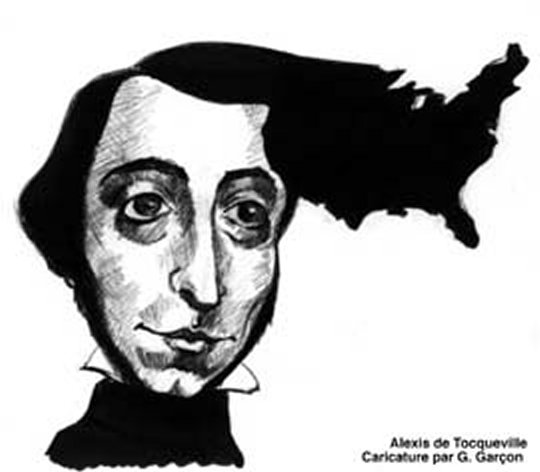 Alexis de Tocqueville
Caricature par G. Garçon